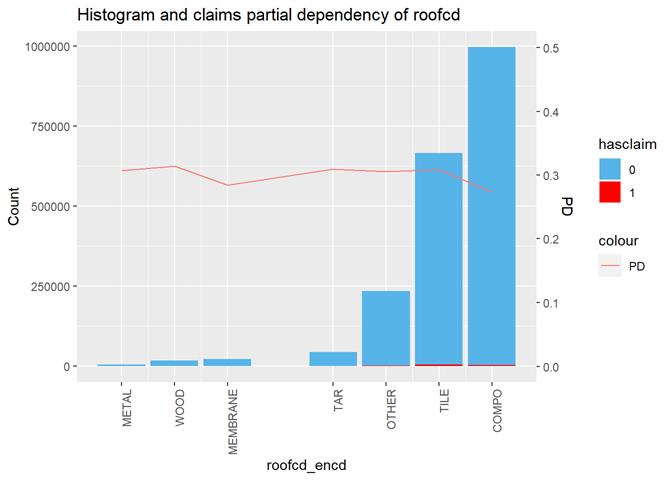 Histogram and claims partial dependency of roofcd
1000000
750000
500000
250000
0
Count
0.5
0.4
0.3
0.2
0.1
0.0
PD
METAL
WOOD
MEMBRANE
TAR
OTHER
TILE
COMPO
roofcd_encd
hasclaim
0
1
colour
PD